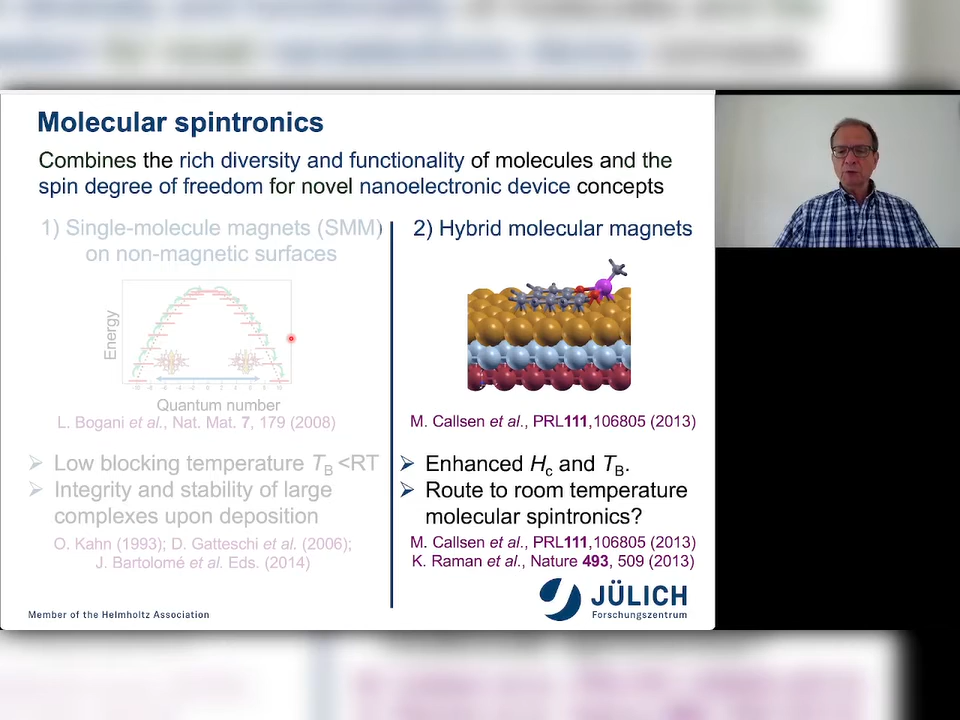 Molecular spintronics
Combines the rich diversity and functionality of molecules and the
spin degree of freedom for novel nanoelectronic device concepts
1) Single-molecule magnets (SMM)
on non-magnetic surfaces
Energy
Quantum number
L. Bogani et al., Nat. Mat. 7, 179 (2008)
Low blocking temperature TB <RT
Integrity and stability of large
complexes upon deposition
O. Kahn (1993); D. Gatteschi et al. (2006);
J. Bartolomé et al. Eds. (2014)
2) Hybrid molecular magnets
M. Callsen et al., PRL111,106805 (2013)
Enhanced Hc and TB.
Route to room temperature
molecular spintronics?
M. Callsen et al., PRL111,106805 (2013)
K. Raman et al., Nature 493, 509 (2013)
Member of the Helmholtz Association
JÜLICH
Forschungszentrum